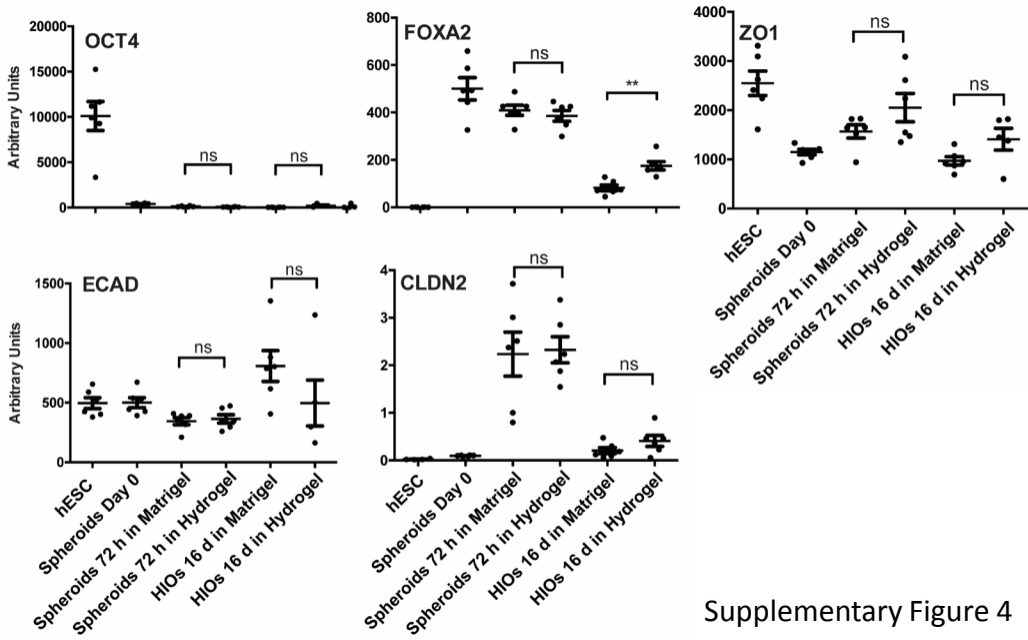 OCT4
Arbitrary Units
20000
15000
10000
5000
0
ns
ns
FOXA2
800
600
400
200
0
ns
**
ZO1
4000
3000
2000
1000
0
ns
ns
hESC
Spheroids Day 0
Spheroids 72 h in Matrigel
Spheroids 72 h in Hydrogel
HIOs 16 d in Matrigel
HIOs 16 d in Hydrogel
ECAD
Arbitrary Units
1500
1000
500
0
ns
ns
hESC
Spheroids Day 0
Spheroids 72 h in Matrigel
Spheroids 72 h in Hydrogel
HIOs 16 d in Matrigel
HIOs 16 d in Hydrogel
CLDN2
4
3
2
1
0
ns
ns
hESC
Spheroids Day 0
Spheroids 72 h in Matrigel
Spheroids 72 h in Hydrogel
HIOs 16 d in Matrigel
HIOs 16 d in Hydrogel
Supplementary Figure 4